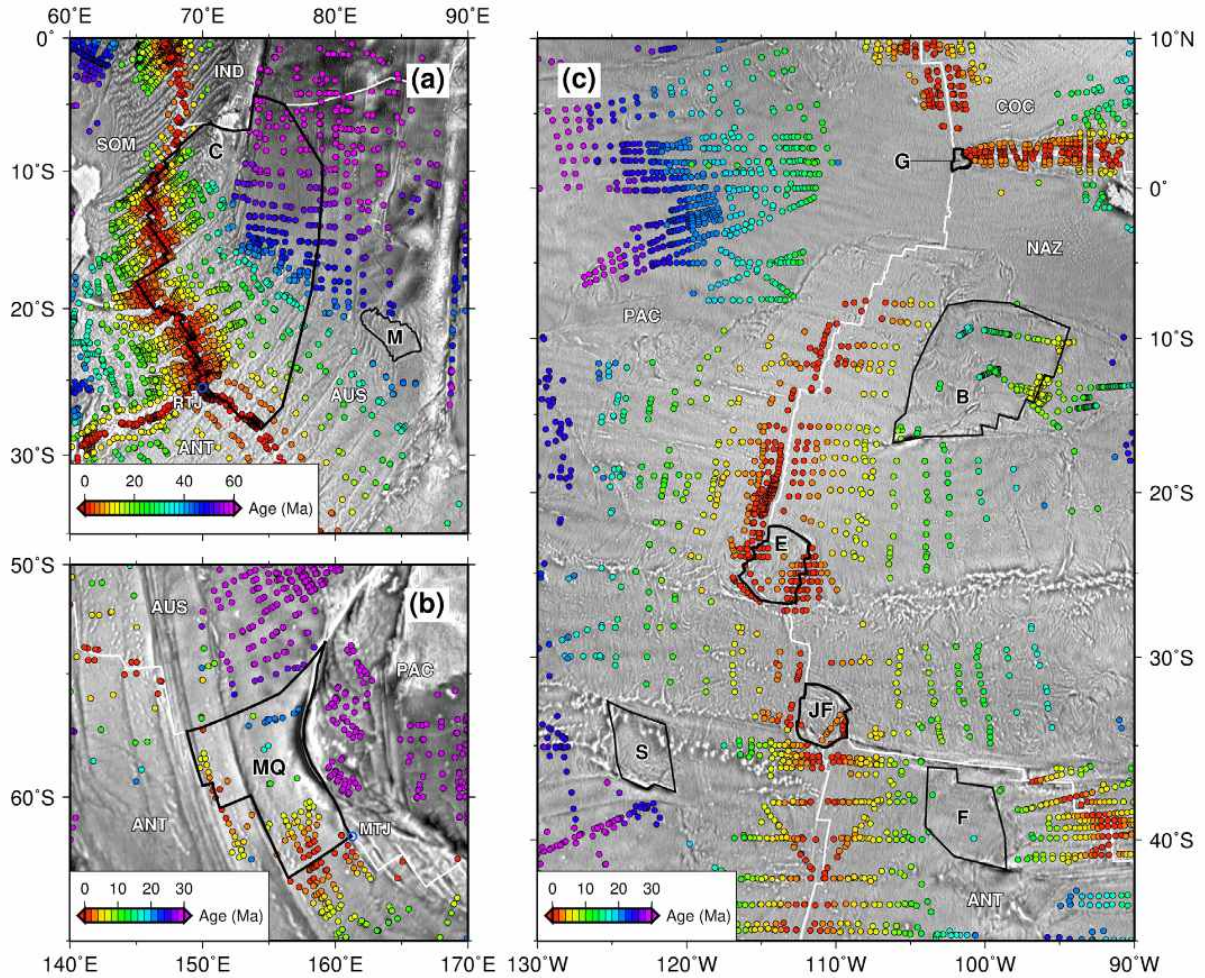 60˚E 70˚E 80˚E 90˚E
0˚
10˚S
20˚S
30˚S
(a)
IND
SOM
C
M
AUS
RTJ
ANT
0 20 40 60
Age (Ma)
50˚S
60˚S
140˚E 150˚E 160˚E 170˚E
(b)
AUS
PAC
MQ
ANT
MTJ
0 10 20 30
Age (Ma)
(c)
10˚N
0˚
10˚S
20˚S
30˚S
40˚S
COC
G
NAZ
PAC
B
E
JF
S
F
ANT
0 10 20 30
Age (Ma)
130˚W 120˚W 110˚W 100˚W 90˚W